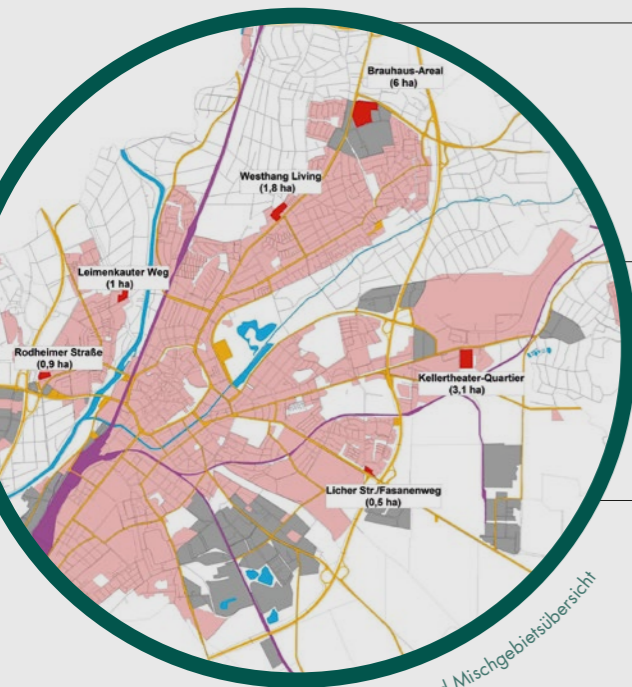 Brauhaus-Areal
(6 ha)
Westhang Living
(1,8 ha)
Leimenkauter Weg
(1 ha)
Rodheimer Straße
(0,9 ha)
Kellertheater-Quartier
(3,1 ha)
Licher Str./Fasanenweg
(0,5 ha)
Mischgebietsübersicht